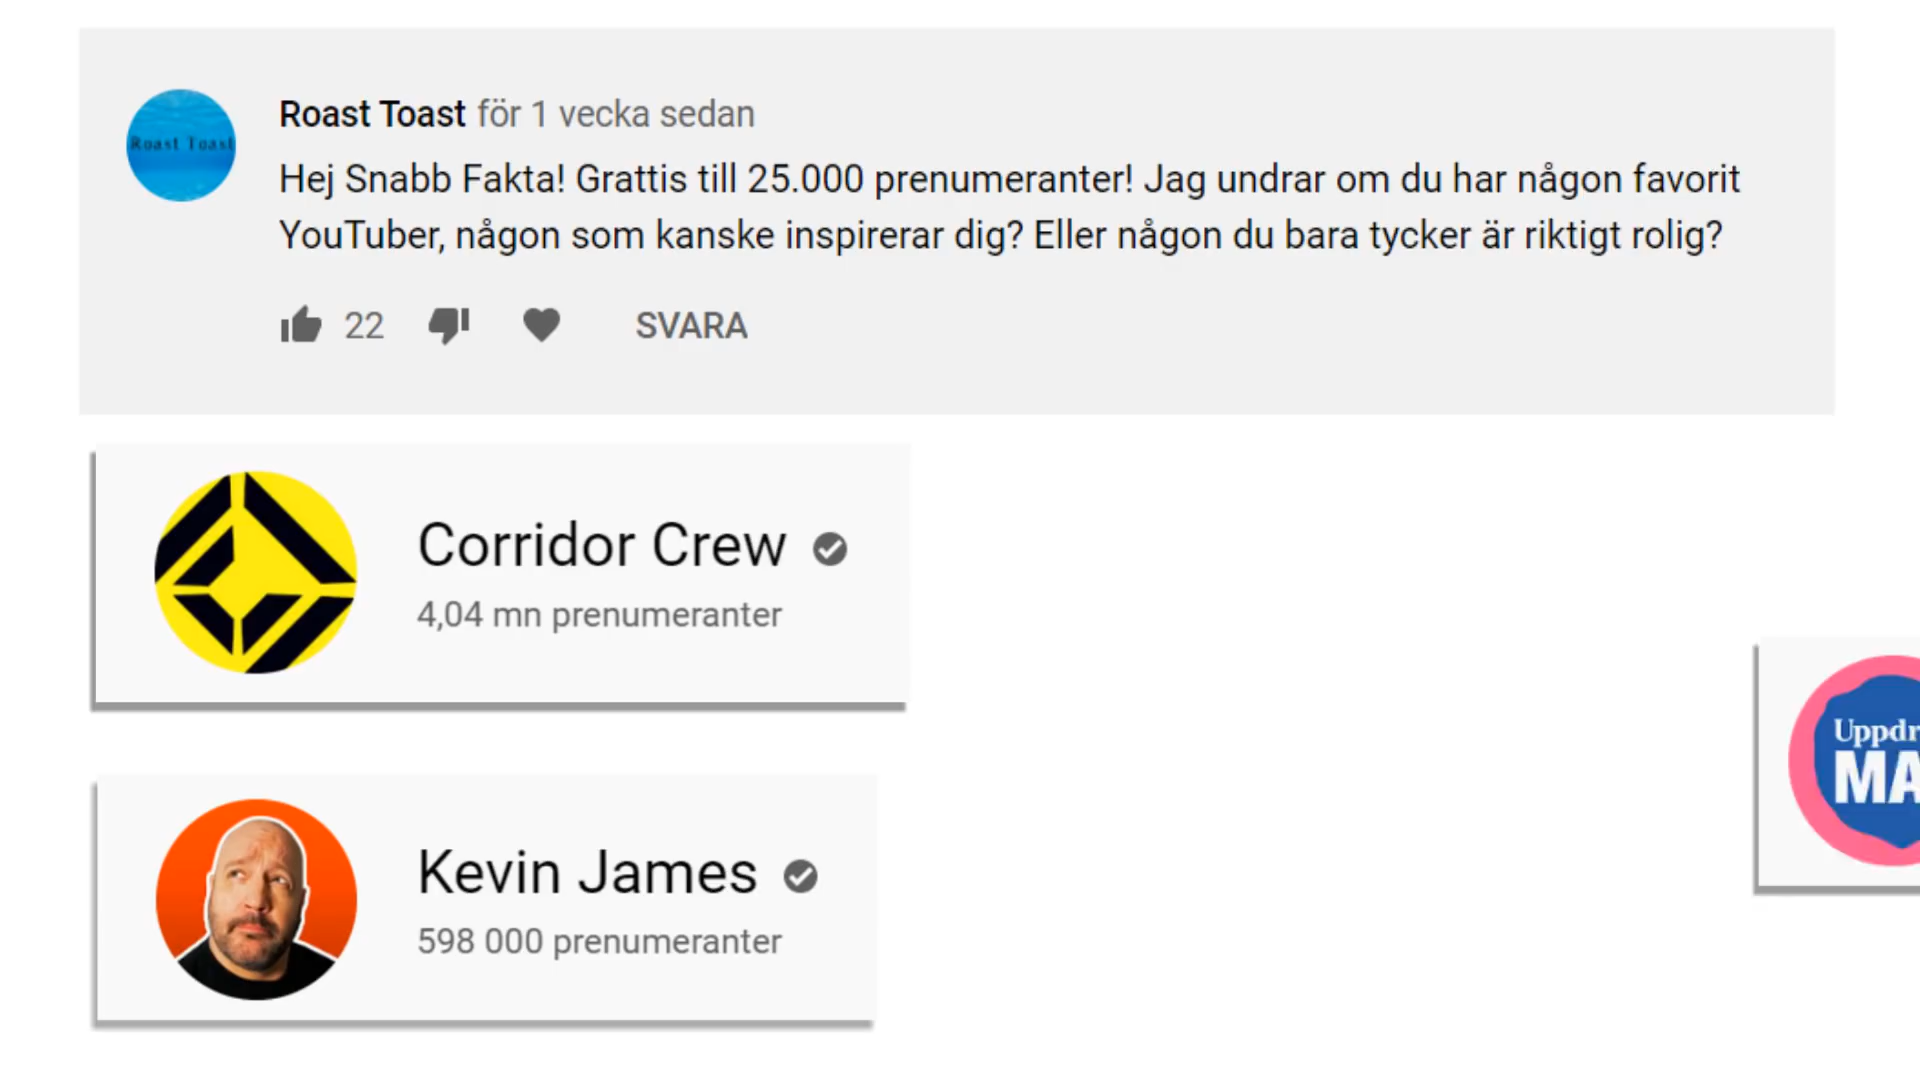 Roast Toast
Roast Toast för 1 vecka sedan
Hej Snabb Fakta! Grattis till 25.000 prenumeranter! Jag undrar om du har någon favorit
YouTuber, någon som kanske inspirerar dig? Eller någon du bara tycker är riktigt rolig?
22 SVARA
Corridor Crew
4,04 mn prenumeranter
Kevin James
598 000 prenumeranter
Uppdr
MA